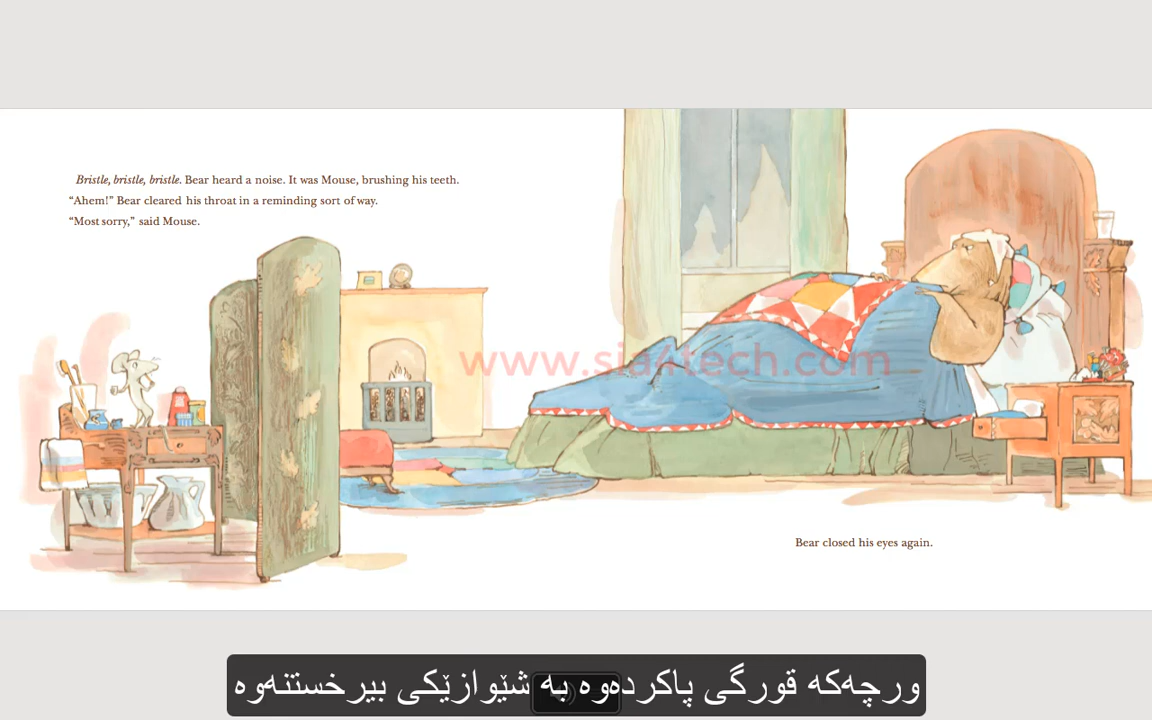 Bristle, bristle, bristle. Bear heard a noise. It was Mouse, brushing his teeth.
“Ahem!” Bear cleared his throat in a reminding sort of way.
“Most sorry,” said Mouse.
www.sia4tech.com
Bear closed his eyes again.
ورچەکە قورگی پاکردەوە بە شێوازێکی بیرخستنەوە